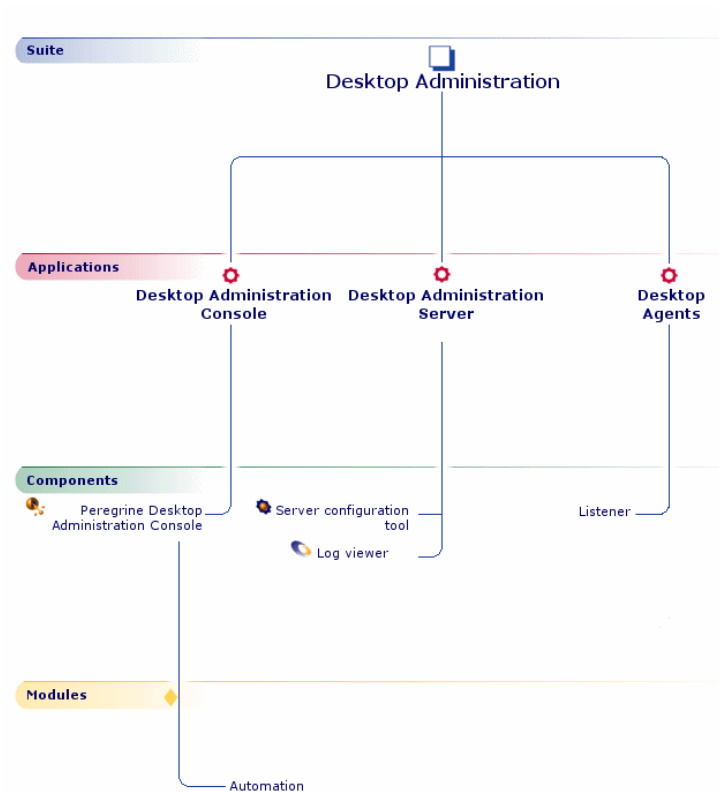 Suite
Desktop Administration
Applications
Desktop Administration Console
Desktop Administration Server
Desktop Agents
Components
Peregrine Desktop
Administration Console
Server configuration
tool
Log viewer
Listener
Modules
Automation